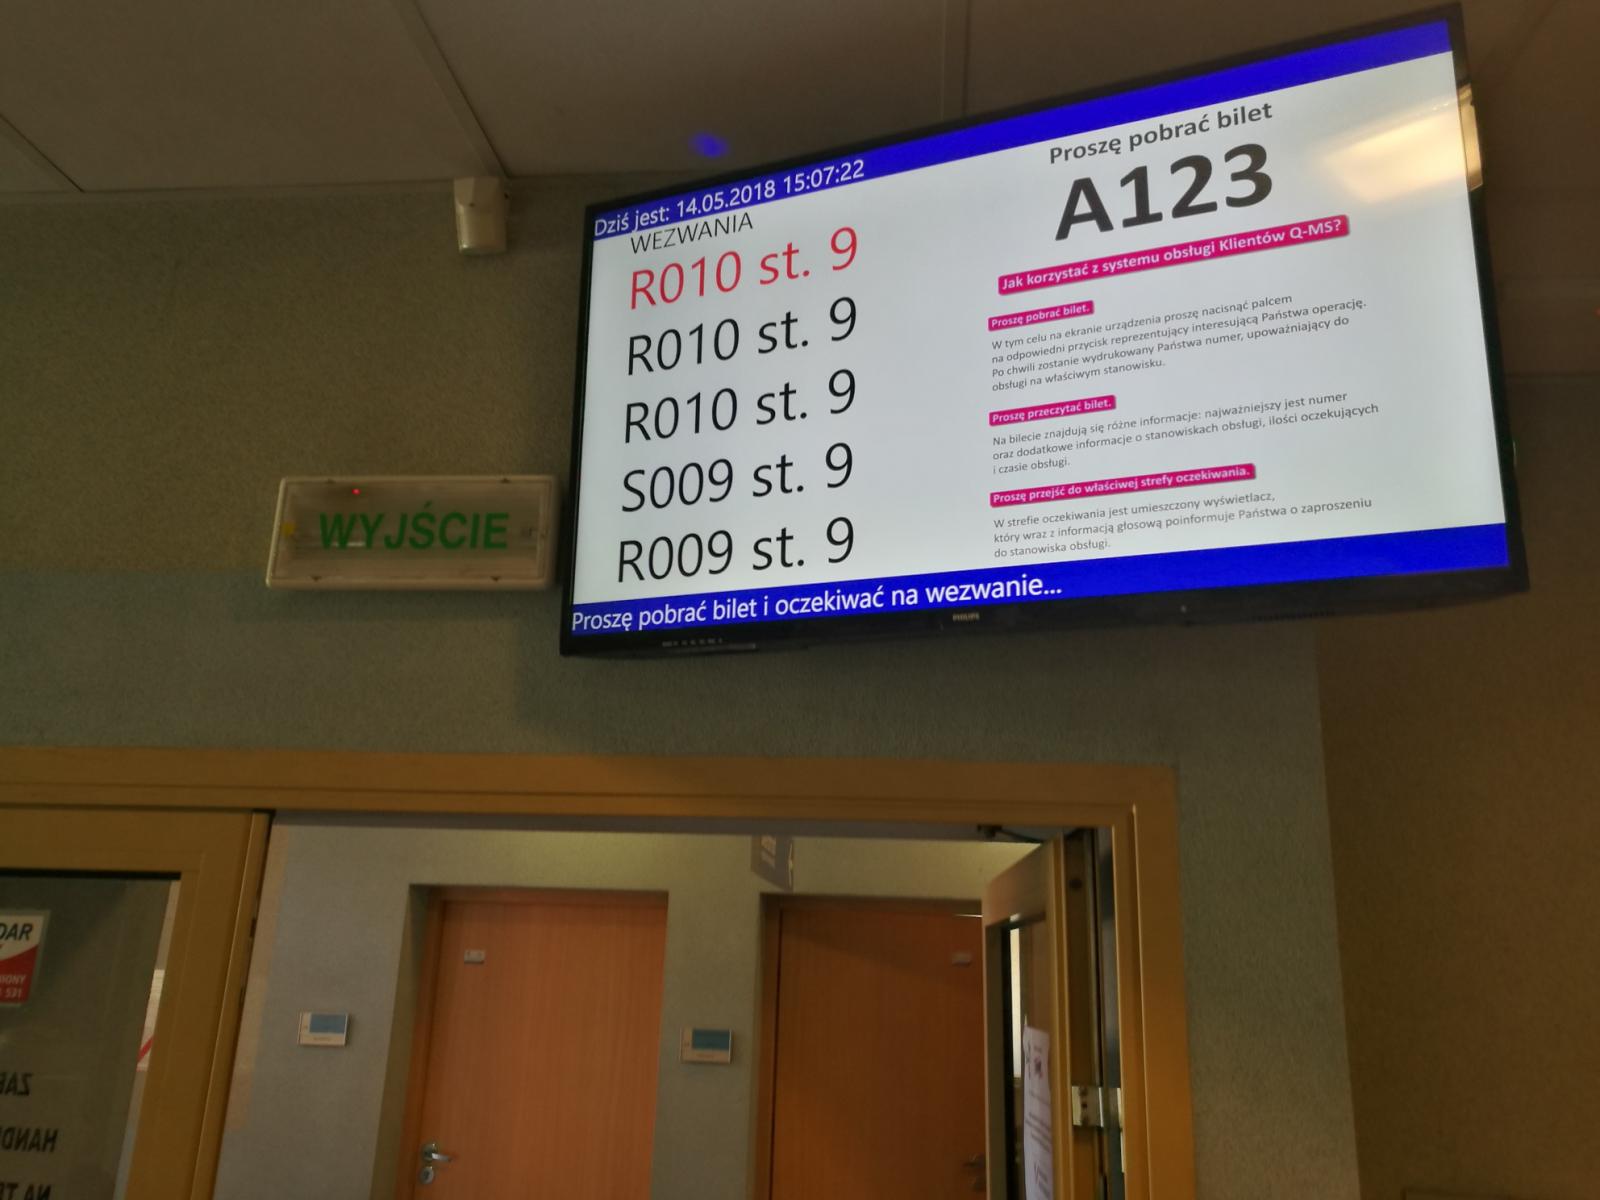 Dziś jest: 14.05.2018 15:07:22
WEZWANIA
R010 st. 9
R010 st. 9
R010 st. 9
S009 st. 9
R009 st. 9
Proszę pobrać bilet
A123
Jak korzystać z systemu obsługi Klientów Q-MS?
Proszę pobrać bilet.
W tym celu na ekranie urządzenia proszę nacisnąć palcem
na odpowiedni przycisk reprezentujący interesującą Państwa operację.
Po chwili zostanie wydrukowany Państwa numer, upoważniający do
obsługi na właściwym stanowisku.
Proszę przeczytać bilet.
Na bilecie znajdują się różne informacje: najważniejszy jest numer
oraz dodatkowe informacje o stanowiskach obsługi, ilości oczekujących
i czasie obsługi.
Proszę przejść do właściwej strefy oczekiwania.
W strefie oczekiwania jest umieszczony wyświetlacz,
który wraz z informacją głosową poinformuje Państwa o zaproszeniu
do stanowiska obsługi.
Proszę pobrać bilet i oczekiwać na wezwanie...
PHILIPS
WYJŚCIE
DAR
531
HAND